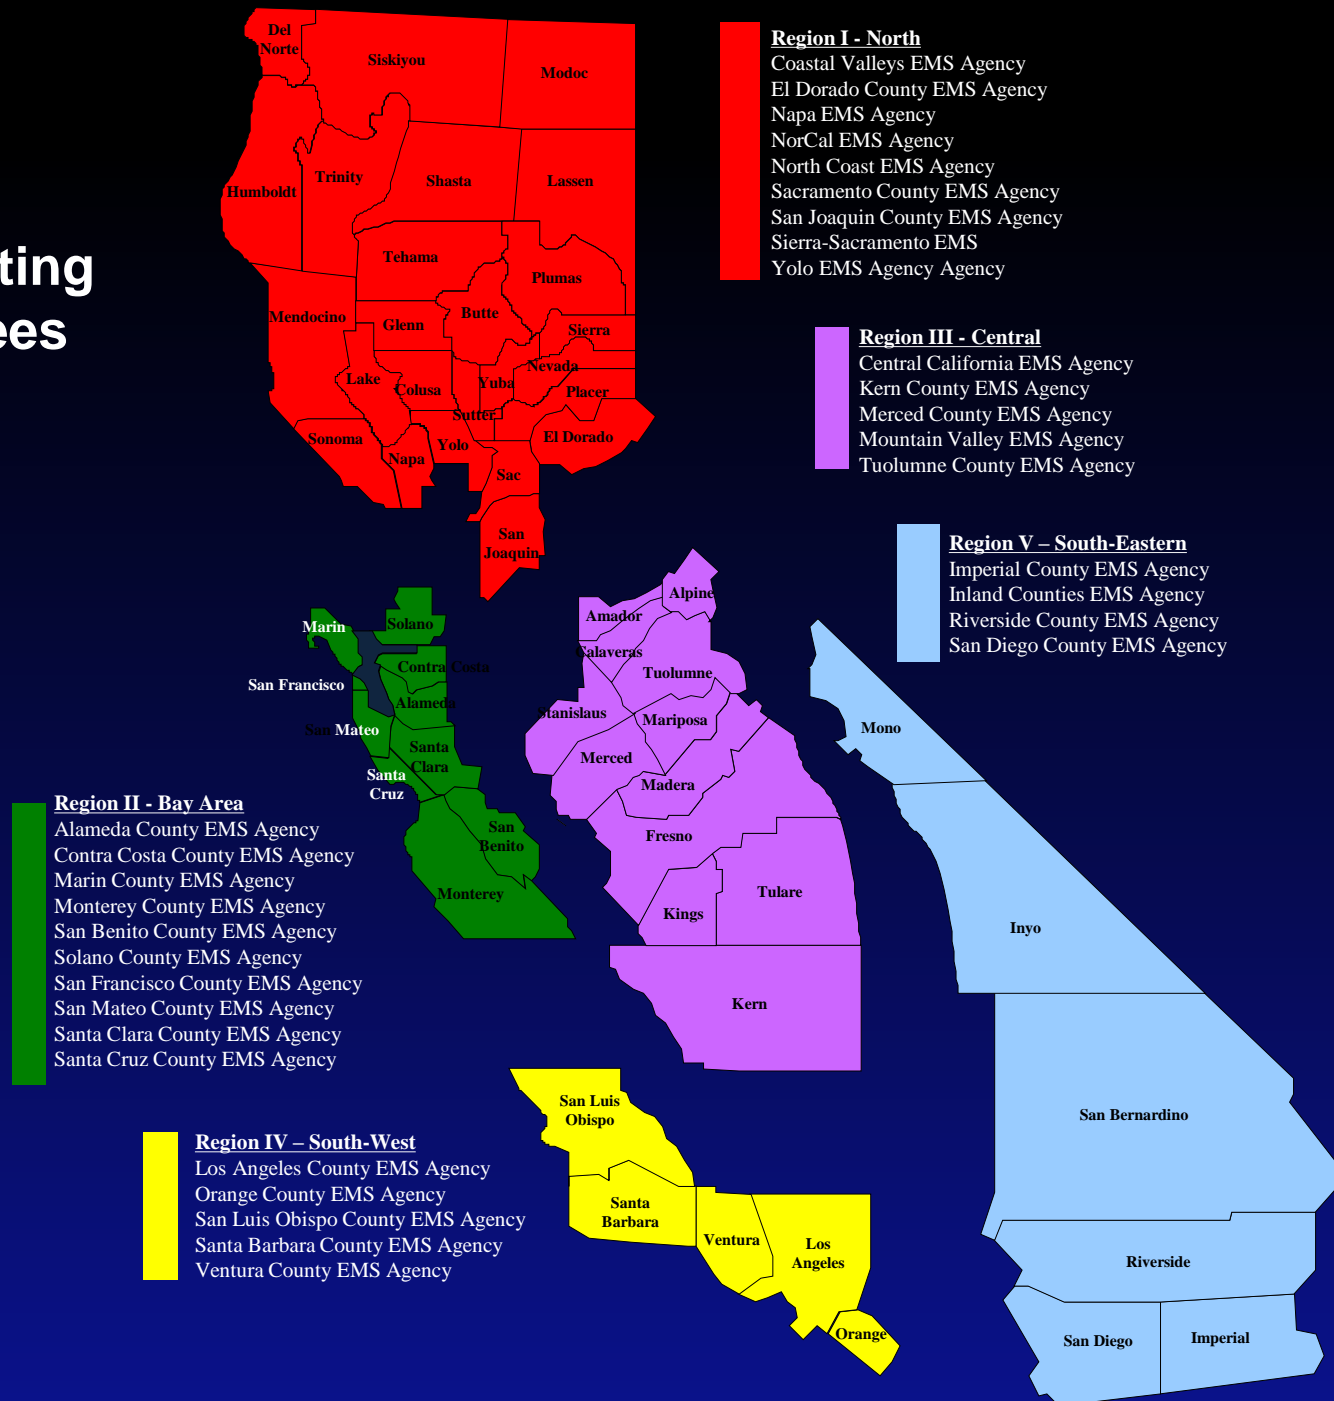 Del
Norte
Siskiyou
Modoc
Humboldt
Trinity
Shasta
Lassen
Tehama
Plumas
Mendocino
Glenn
Butte
Sierra
Lake
Colusa
Yuba
Nevada
Placer
Sutter
Sonoma
Napa
Yolo
El Dorado
Sac
San
Joaquin
ting
ees
Region I - North
Coastal Valleys EMS Agency
El Dorado County EMS Agency
Napa EMS Agency
NorCal EMS Agency
North Coast EMS Agency
Sacramento County EMS Agency
San Joaquin County EMS Agency
Sierra-Sacramento EMS
Yolo EMS Agency Agency
Region III - Central
Central California EMS Agency
Kern County EMS Agency
Merced County EMS Agency
Mountain Valley EMS Agency
Tuolumne County EMS Agency
Region V – South-Eastern
Imperial County EMS Agency
Inland Counties EMS Agency
Riverside County EMS Agency
San Diego County EMS Agency
Marin
Solano
Contra Costa
San Francisco
Alameda
San Mateo
Santa
Clara
Santa
Cruz
San
Benito
Monterey
Alpine
Amador
Calaveras
Tuolumne
Stanislaus
Mariposa
Merced
Madera
Fresno
Tulare
Kings
Kern
Mono
Inyo
San Bernardino
Riverside
San Diego
Imperial
Region II - Bay Area
Alameda County EMS Agency
Contra Costa County EMS Agency
Marin County EMS Agency
Monterey County EMS Agency
San Benito County EMS Agency
Solano County EMS Agency
San Francisco County EMS Agency
San Mateo County EMS Agency
Santa Clara County EMS Agency
Santa Cruz County EMS Agency
Region IV – South-West
Los Angeles County EMS Agency
Orange County EMS Agency
San Luis Obispo County EMS Agency
Santa Barbara County EMS Agency
Ventura County EMS Agency
San Luis
Obispo
Santa
Barbara
Ventura
Los
Angeles
Orange